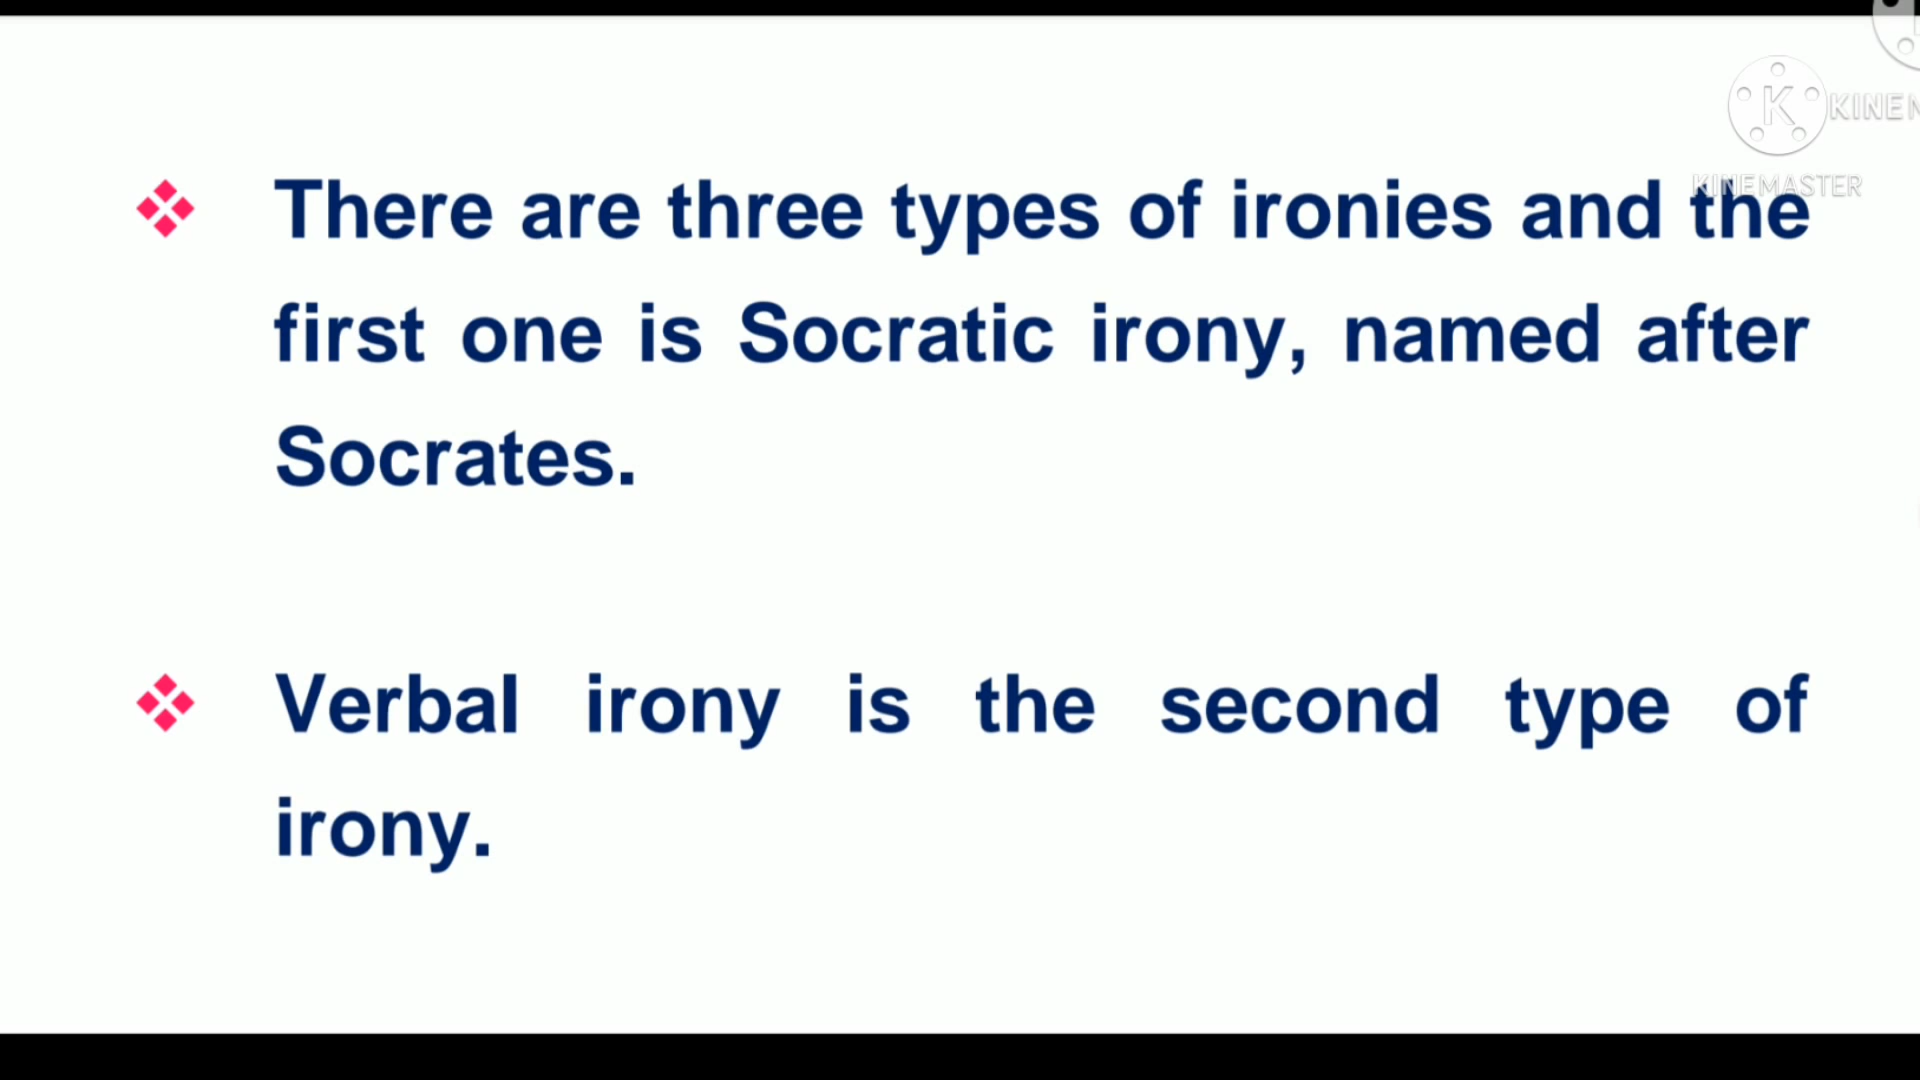 K KINEM
KINEMASTER
There are three types of ironies and the
first one is Socratic irony, named after
Socrates.
Verbal irony is the second type of
irony.